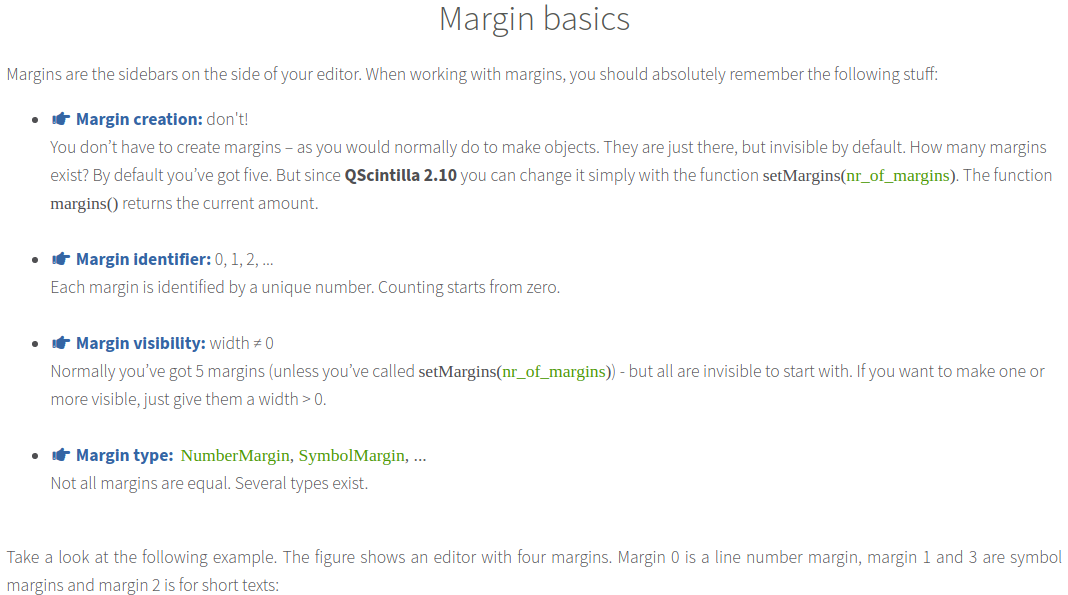 Margin basics
Margins are the sidebars on the side of your editor. When working with margins, you should absolutely remember the following stuff:
Margin creation: don't!
You don’t have to create margins – as you would normally do to make objects. They are just there, but invisible by default. How many margins
exist? By default you’ve got five. But since QScintilla 2.10 you can change it simply with the function setMargins(nr_of_margins). The function
margins() returns the current amount.
Margin identifier: 0, 1, 2, ...
Each margin is identified by a unique number. Counting starts from zero.
Margin visibility: width ≠ 0
Normally you’ve got 5 margins (unless you’ve called setMargins(nr_of_margins)) - but all are invisible to start with. If you want to make one or
more visible, just give them a width > 0.
Margin type: NumberMargin, SymbolMargin, ...
Not all margins are equal. Several types exist.
Take a look at the following example. The figure shows an editor with four margins. Margin 0 is a line number margin, margin 1 and 3 are symbol
margins and margin 2 is for short texts: